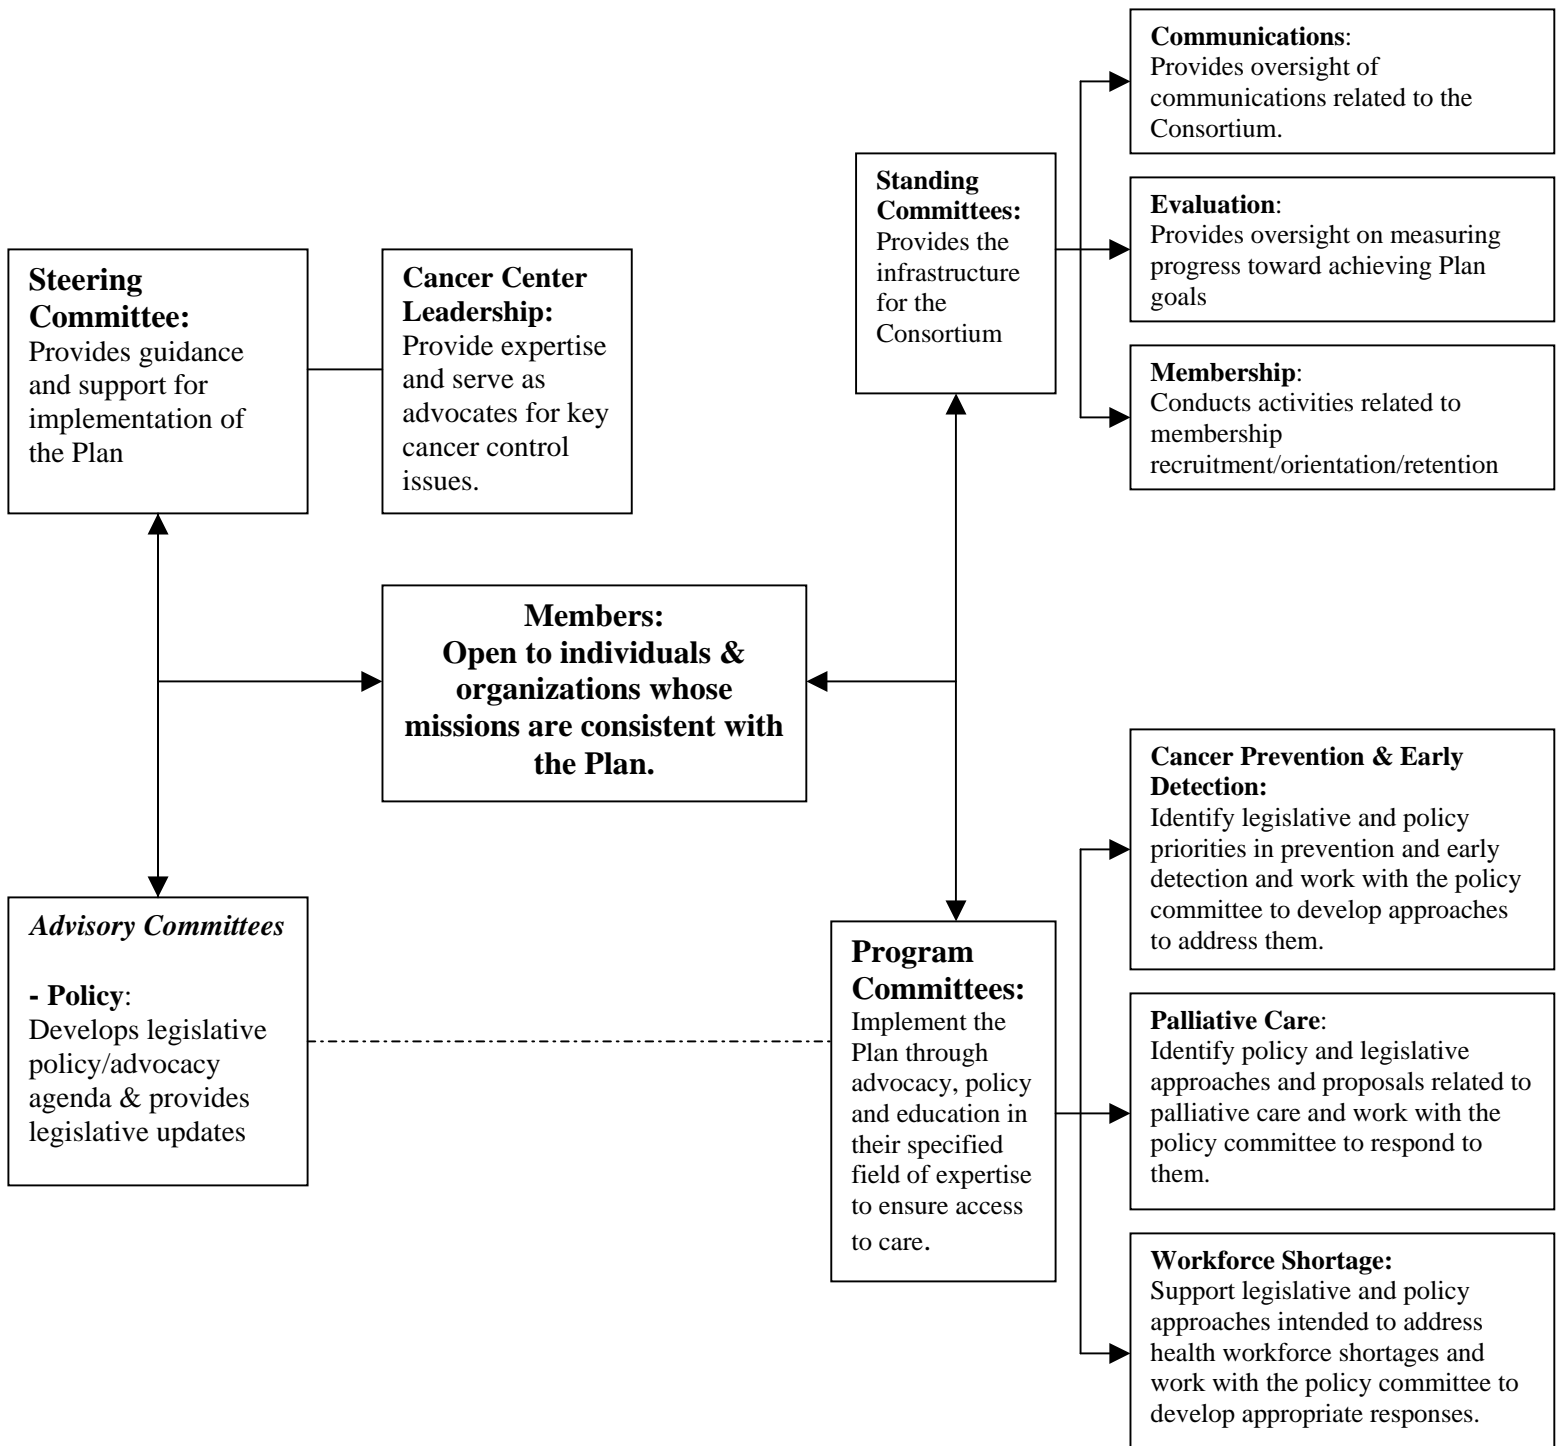 Steering
Committee:
Provides guidance
and support for
implementation of
the Plan
Cancer Center
Leadership:
Provide expertise
and serve as
advocates for key
cancer control
issues.
Standing
Committees:
Provides the
infrastructure
for the
Consortium
Communications:
Provides oversight of
communications related to the
Consortium.
Evaluation:
Provides oversight on measuring
progress toward achieving Plan
goals
Membership:
Conducts activities related to
membership
recruitment/orientation/retention
Members:
Open to individuals &
organizations whose
missions are consistent with
the Plan.
Advisory Committees
- Policy:
Develops legislative
policy/advocacy
agenda & provides
legislative updates
Program
Committees:
Implement the
Plan through
advocacy, policy
and education in
their specified
field of expertise
to ensure access
to care.
Cancer Prevention & Early
Detection:
Identify legislative and policy
priorities in prevention and early
detection and work with the policy
committee to develop approaches
to address them.
Palliative Care:
Identify policy and legislative
approaches and proposals related to
palliative care and work with the
policy committee to respond to
them.
Workforce Shortage:
Support legislative and policy
approaches intended to address
health workforce shortages and
work with the policy committee to
develop appropriate responses.